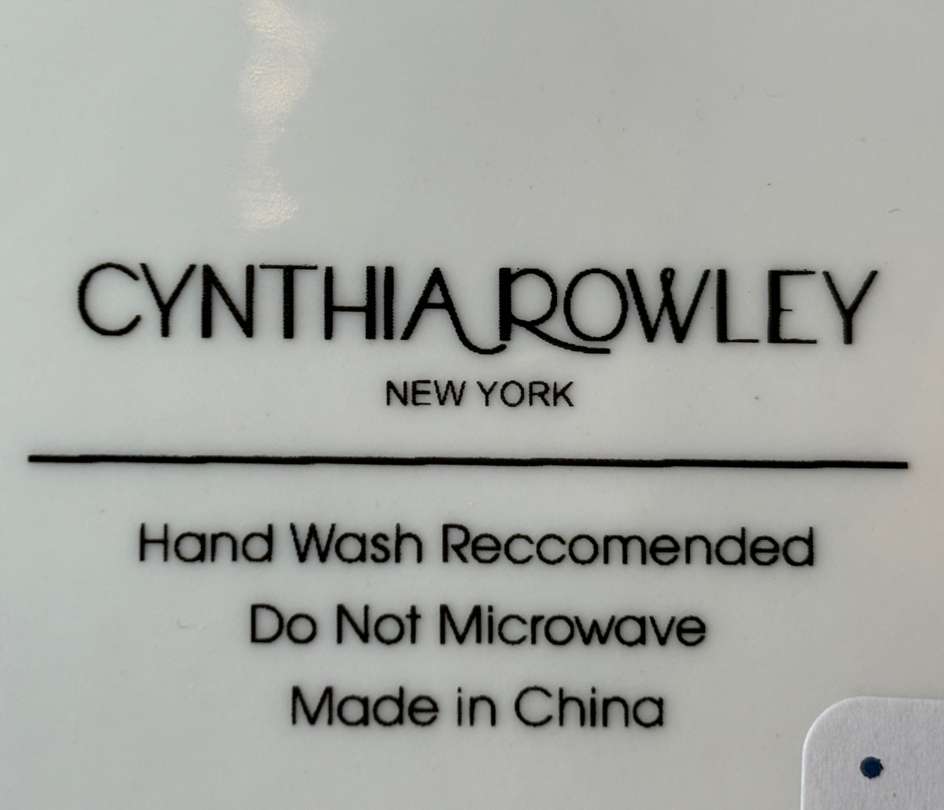 CYNTHIA ROWLEY
NEW YORK
Hand Wash Reccomended
Do Not Microwave
Made in China